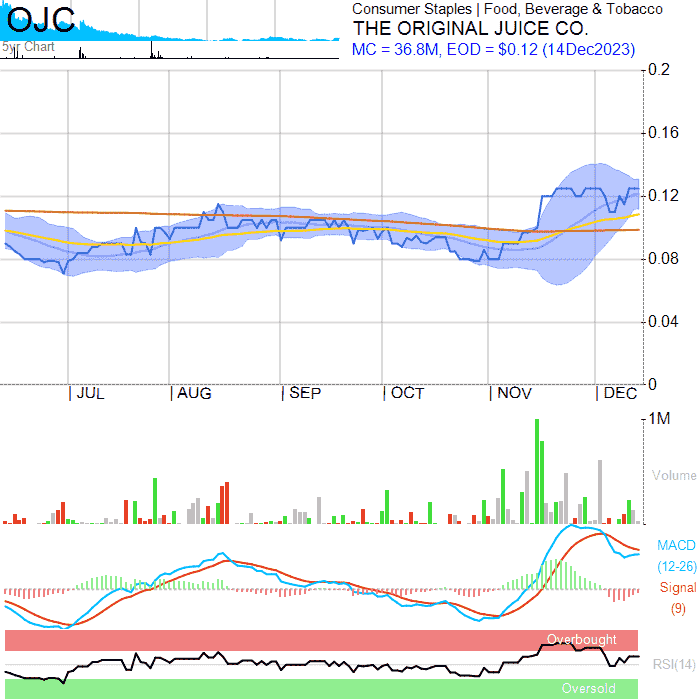 OJC
5yr Chart
Consumer Staples | Food, Beverage & Tobacco
THE ORIGINAL JUICE CO.
MC = 36.8M, EOD = $0.12 (14Dec2023)
0.2
0.16
0.12
0.08
0.04
0
| JUL | AUG | SEP | OCT | NOV | DEC
1M
Volume
MACD
(12-26)
Signal
(9)
Overbought
RSI(14)
Oversold